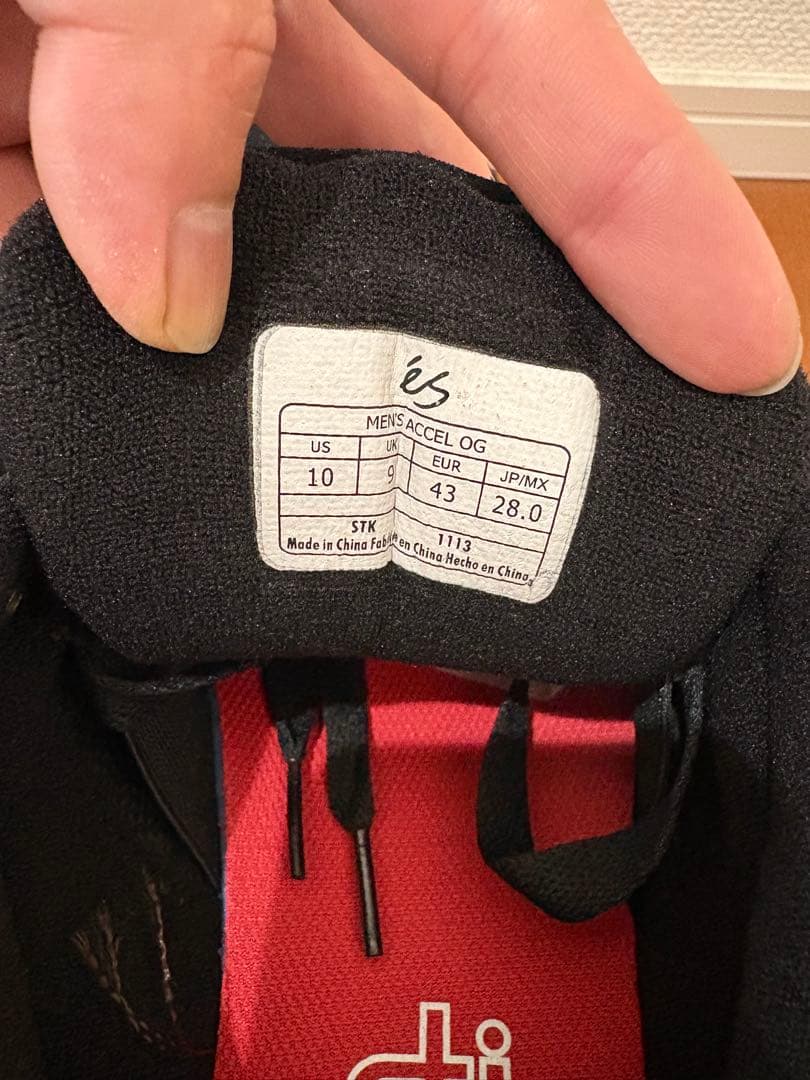 és
MEN'S ACCEL OG
US UK EUR JP/MX
10 9 43 28.0
STK 1113
Made in China en China Hecho en China